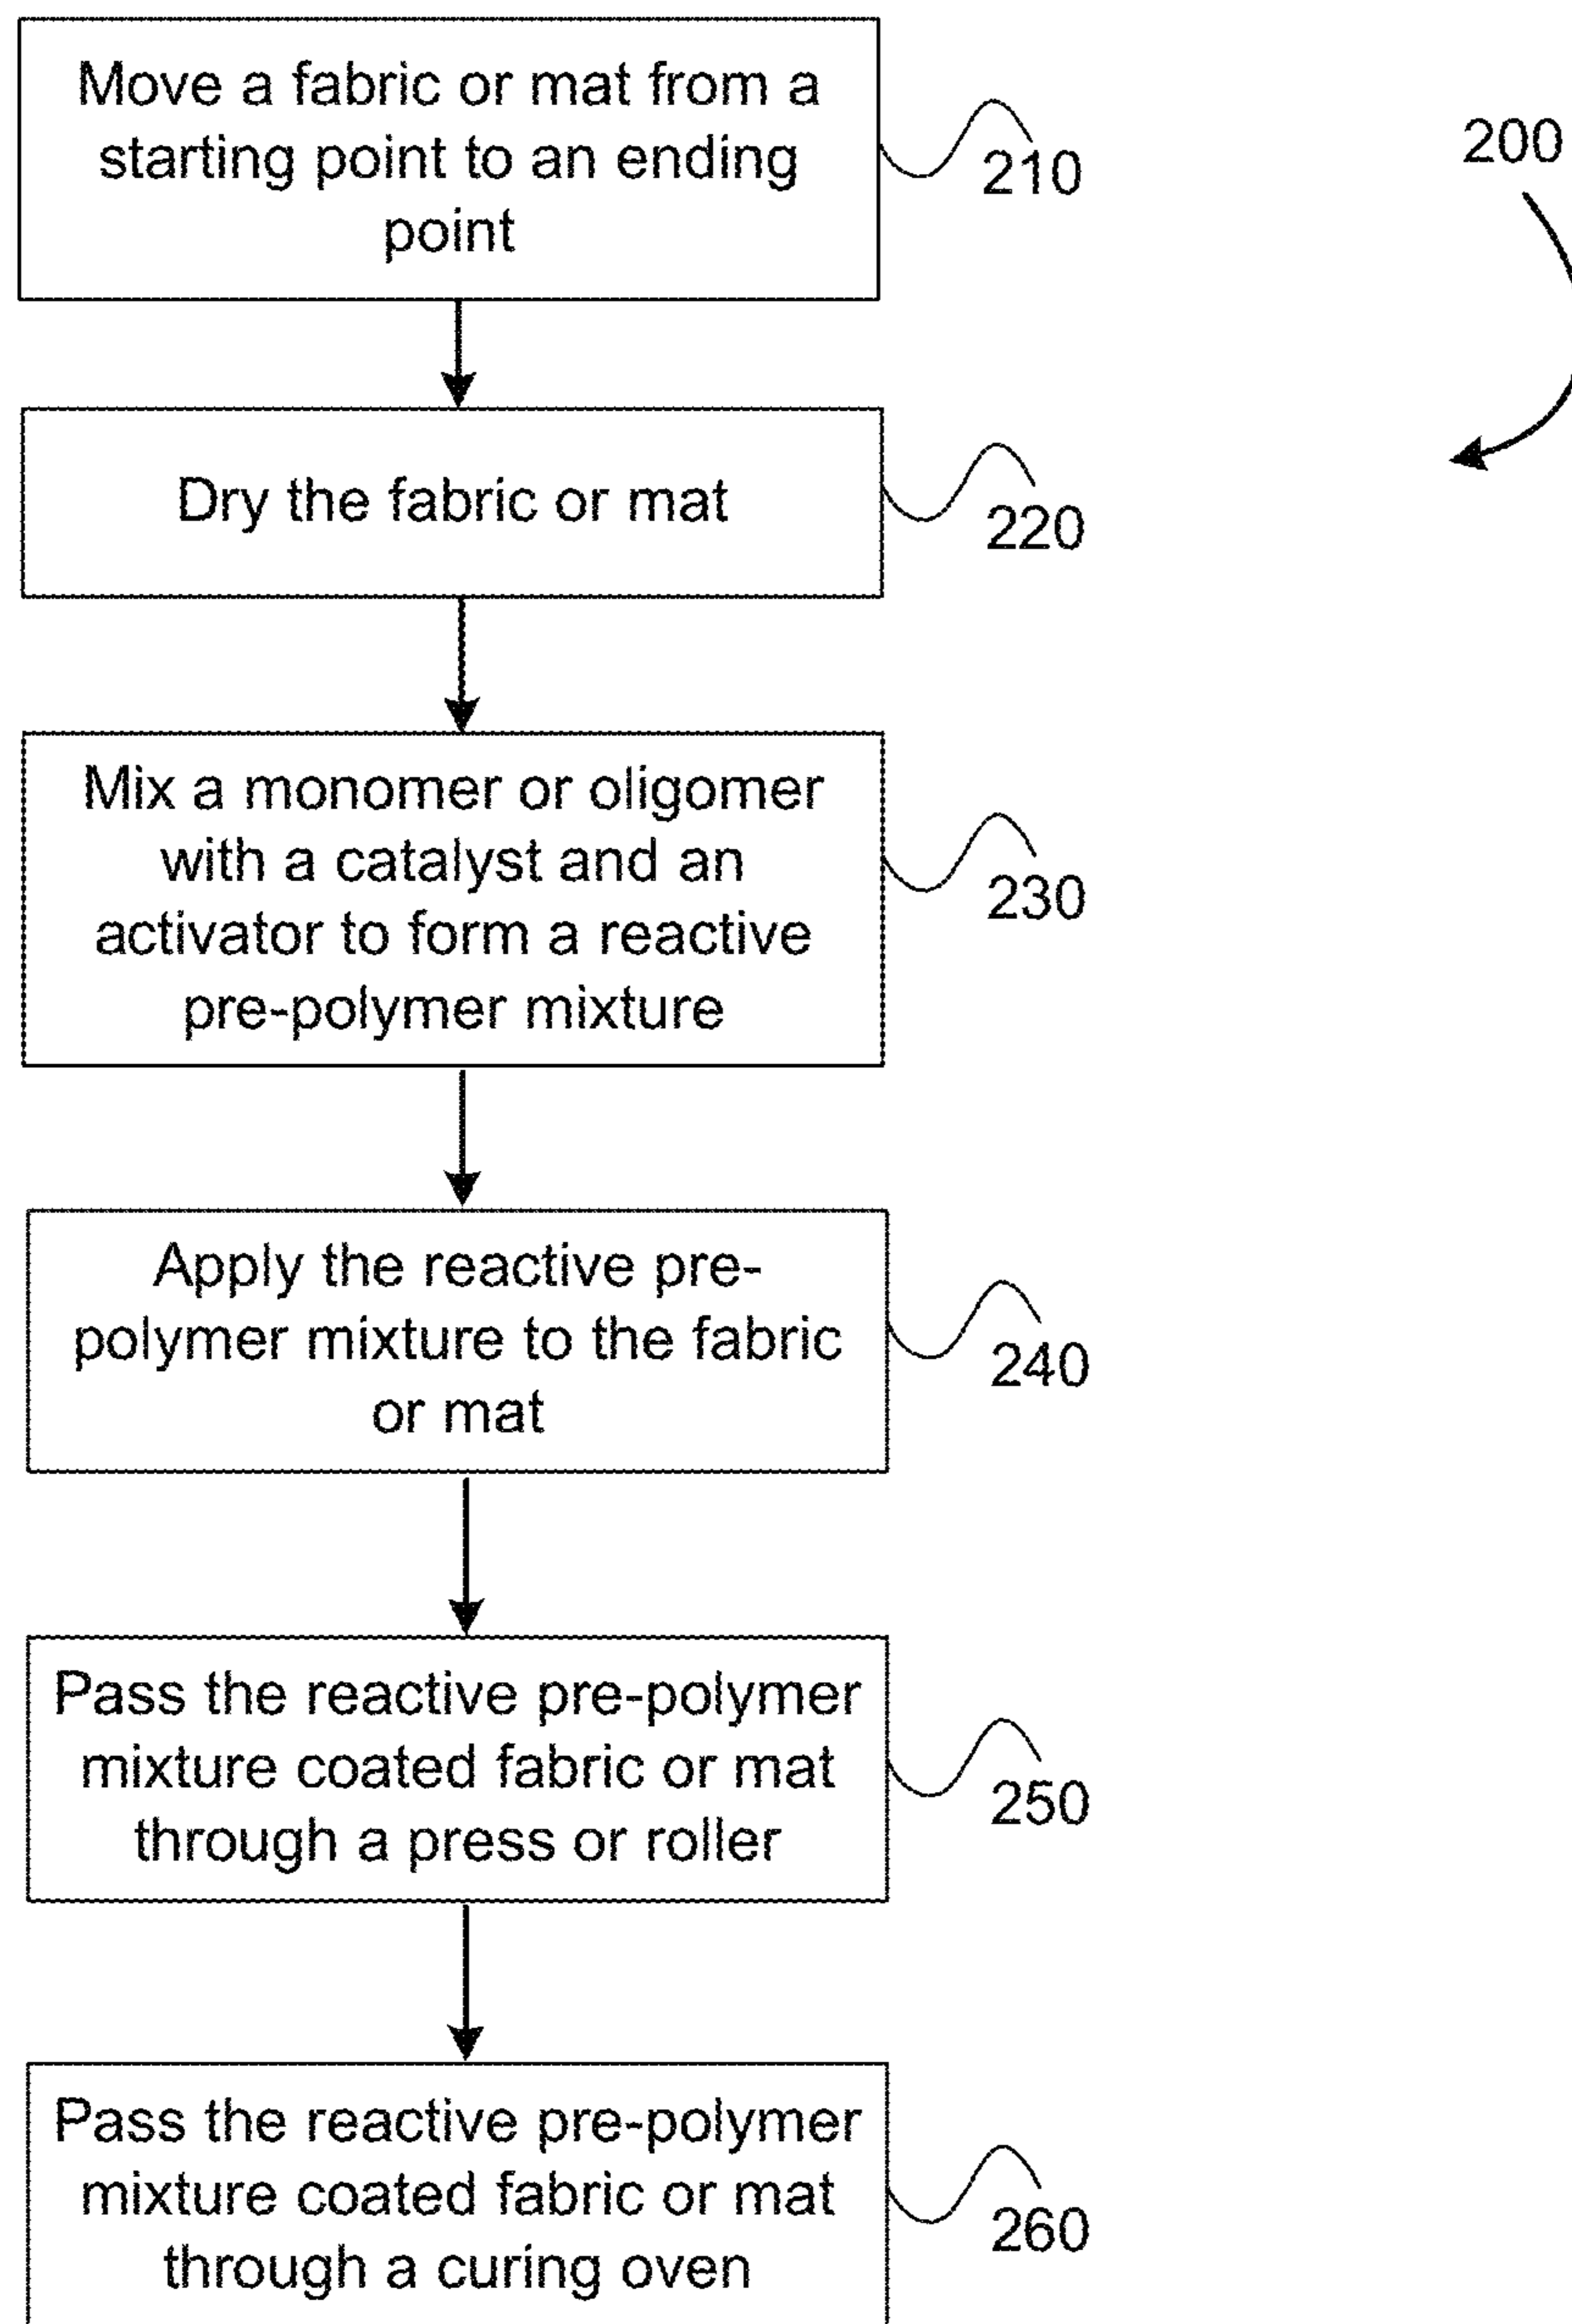 Move a fabric or mat from a
starting point to an ending
point
210
200
Dry the fabric or mat
220
Mix a monomer or oligomer
with a catalyst and an
activator to form a reactive
pre-polymer mixture
230
Apply the reactive pre-
polymer mixture to the fabric
or mat
240
Pass the reactive pre-polymer
mixture coated fabric or mat
through a press or roller
250
Pass the reactive pre-polymer
mixture coated fabric or mat
through a curing oven
260